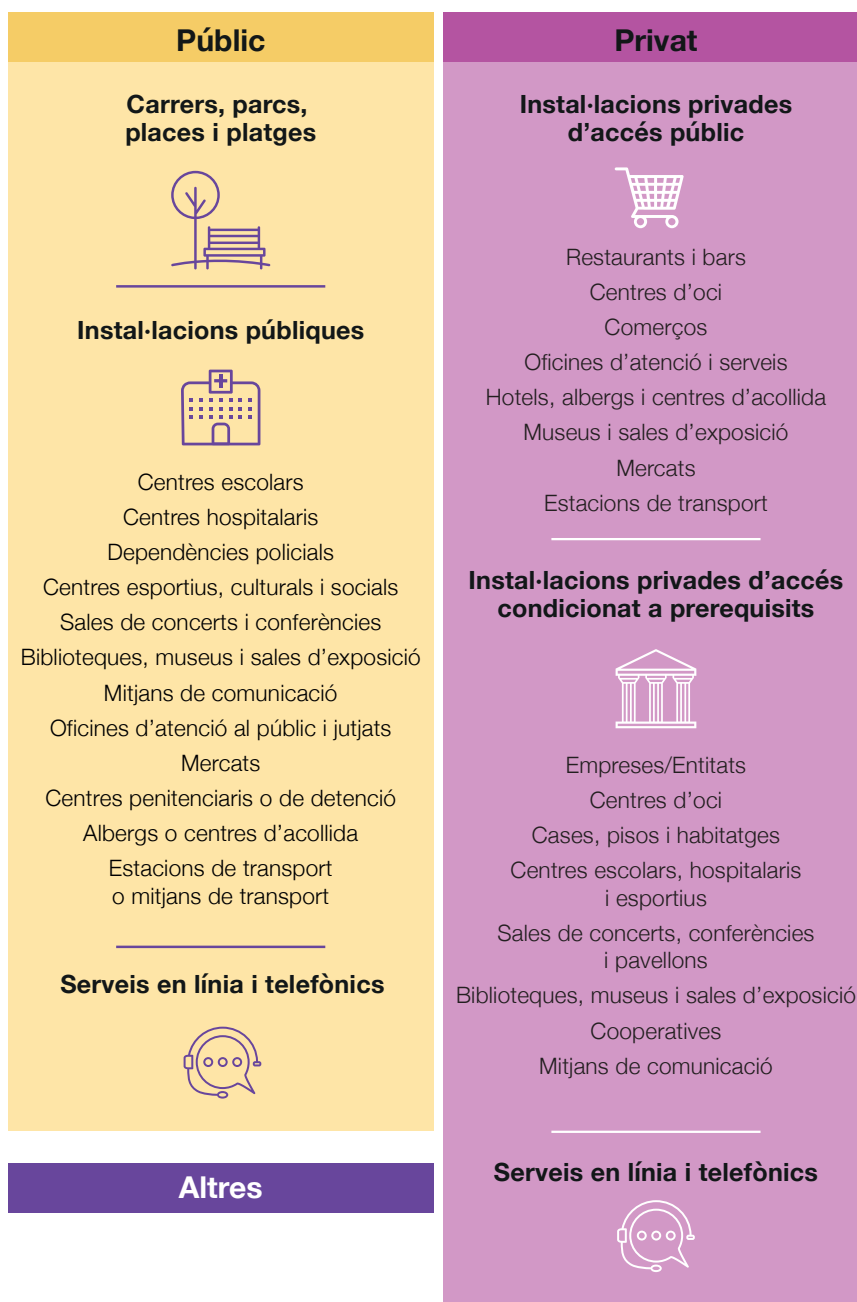 Públic
Carrers, parcs,
places i platges
Instal·lacions públiques
Centres escolars
Centres hospitalaris
Dependències policials
Centres esportius, culturals i socials
Sales de concerts i conferències
Biblioteques, museus i sales d’exposició
Mitjans de comunicació
Oficines d’atenció al públic i jutjats
Mercats
Centres penitenciaris o de detenció
Albergs o centres d’acollida
Estacions de transport
o mitjans de transport
Serveis en línia i telefònics
Altres
Privat
Instal·lacions privades
d’accés públic
Restaurants i bars
Centres d’oci
Comerços
Oficines d’atenció i serveis
Hotels, albergs i centres d’acollida
Museus i sales d’exposició
Mercats
Estacions de transport
Instal·lacions privades d’accés
condicionat a prerequisits
Empreses/Entitats
Centres d’oci
Cases, pisos i habitatges
Centres escolars, hospitalaris
i esportius
Sales de concerts, conferències
i pavellons
Biblioteques, museus i sales d’exposició
Cooperatives
Mitjans de comunicació
Serveis en línia i telefònics